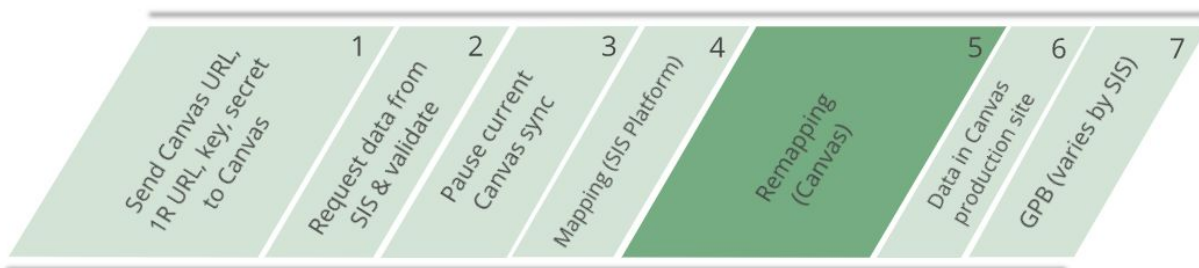 1
Send Canvas URL,
1R URL, key, secret
to Canvas
2
Request data from
SIS & validate
3
Pause current
Canvas sync
4
Mapping (SIS Platform)
5
Remapping
(Canvas)
6
Data in Canvas
production site
7
GPB (varies by SIS)